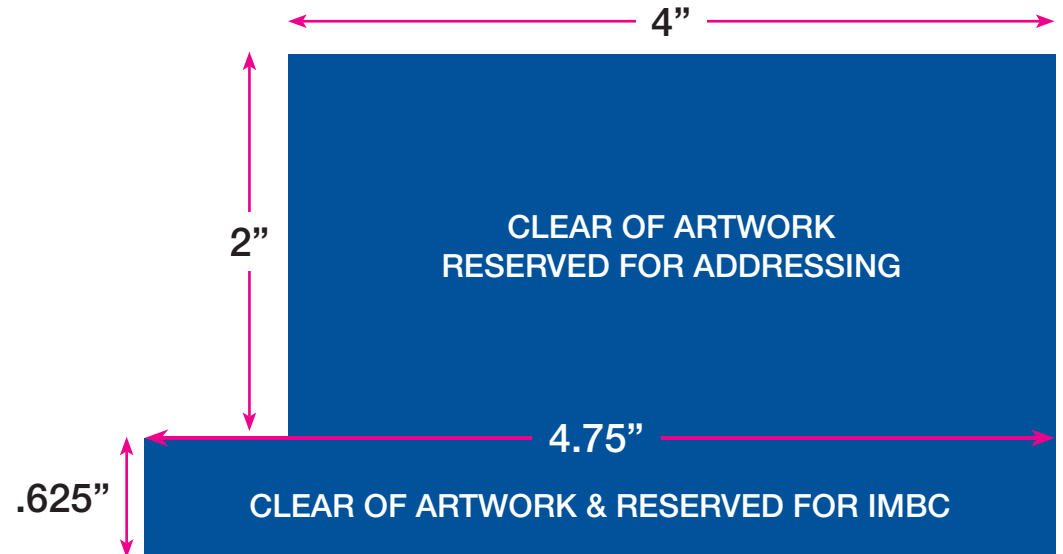 4”
2”
CLEAR OF ARTWORK
RESERVED FOR ADDRESSING
4.75”
.625”
CLEAR OF ARTWORK & RESERVED FOR IMBC